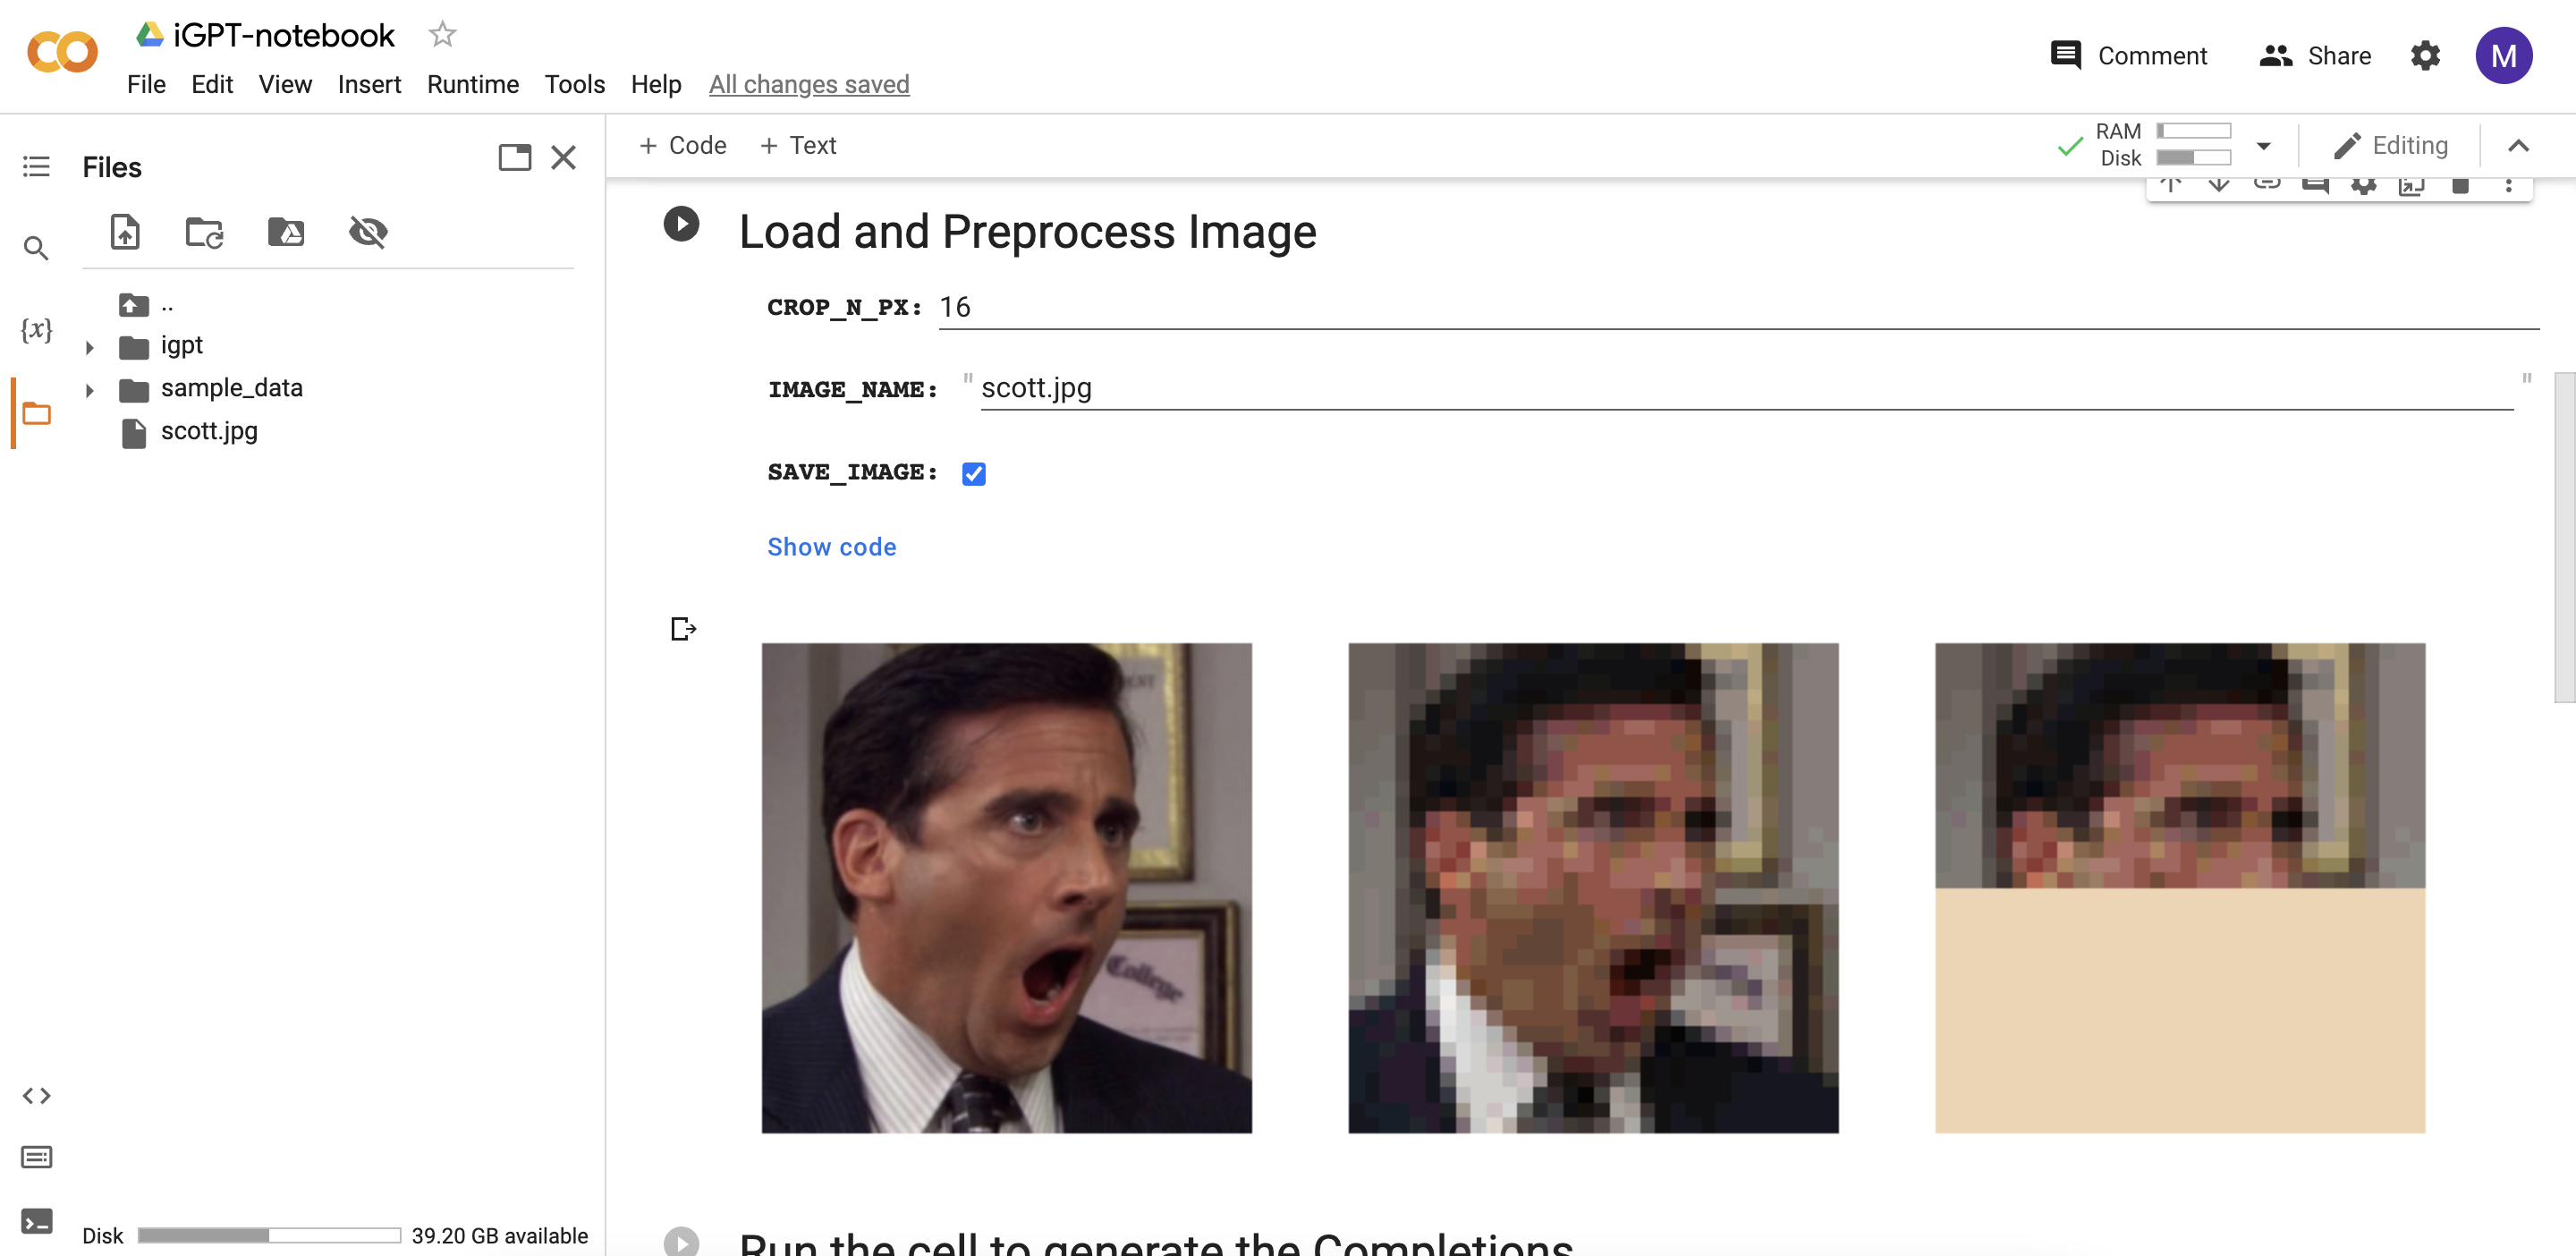 iGPT-notebook
File Edit View Insert Runtime Tools Help All changes saved
Comment Share M
Files
..
igpt
sample_data
scott.jpg
Disk 39.20 GB available
+ Code + Text
RAM
Disk
Editing
Load and Preprocess Image
CROP_N_PX: 16
IMAGE_NAME: " scott.jpg "
SAVE_IMAGE:
Show code
College
Run the cell to generate the Completions